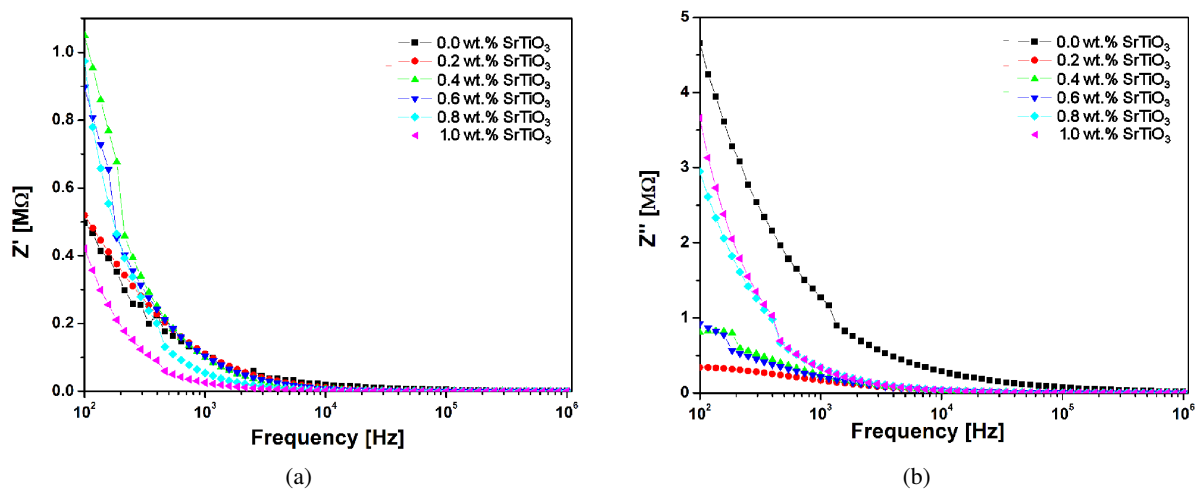 1.0
0.8
0.6
0.4
0.2
0.0
Z' [MΩ]
0.0 wt.% SrTiO₃
0.2 wt.% SrTiO₃
0.4 wt.% SrTiO₃
0.6 wt.% SrTiO₃
0.8 wt.% SrTiO₃
1.0 wt.% SrTiO₃
10² 10³ 10⁴ 10⁵ 10⁶
Frequency [Hz]
(a)
5
4
3
2
1
0
Z'' [MΩ]
0.0 wt.% SrTiO₃
0.2 wt.% SrTiO₃
0.4 wt.% SrTiO₃
0.6 wt.% SrTiO₃
0.8 wt.% SrTiO₃
1.0 wt.% SrTiO₃
10² 10³ 10⁴ 10⁵ 10⁶
Frequency [Hz]
(b)